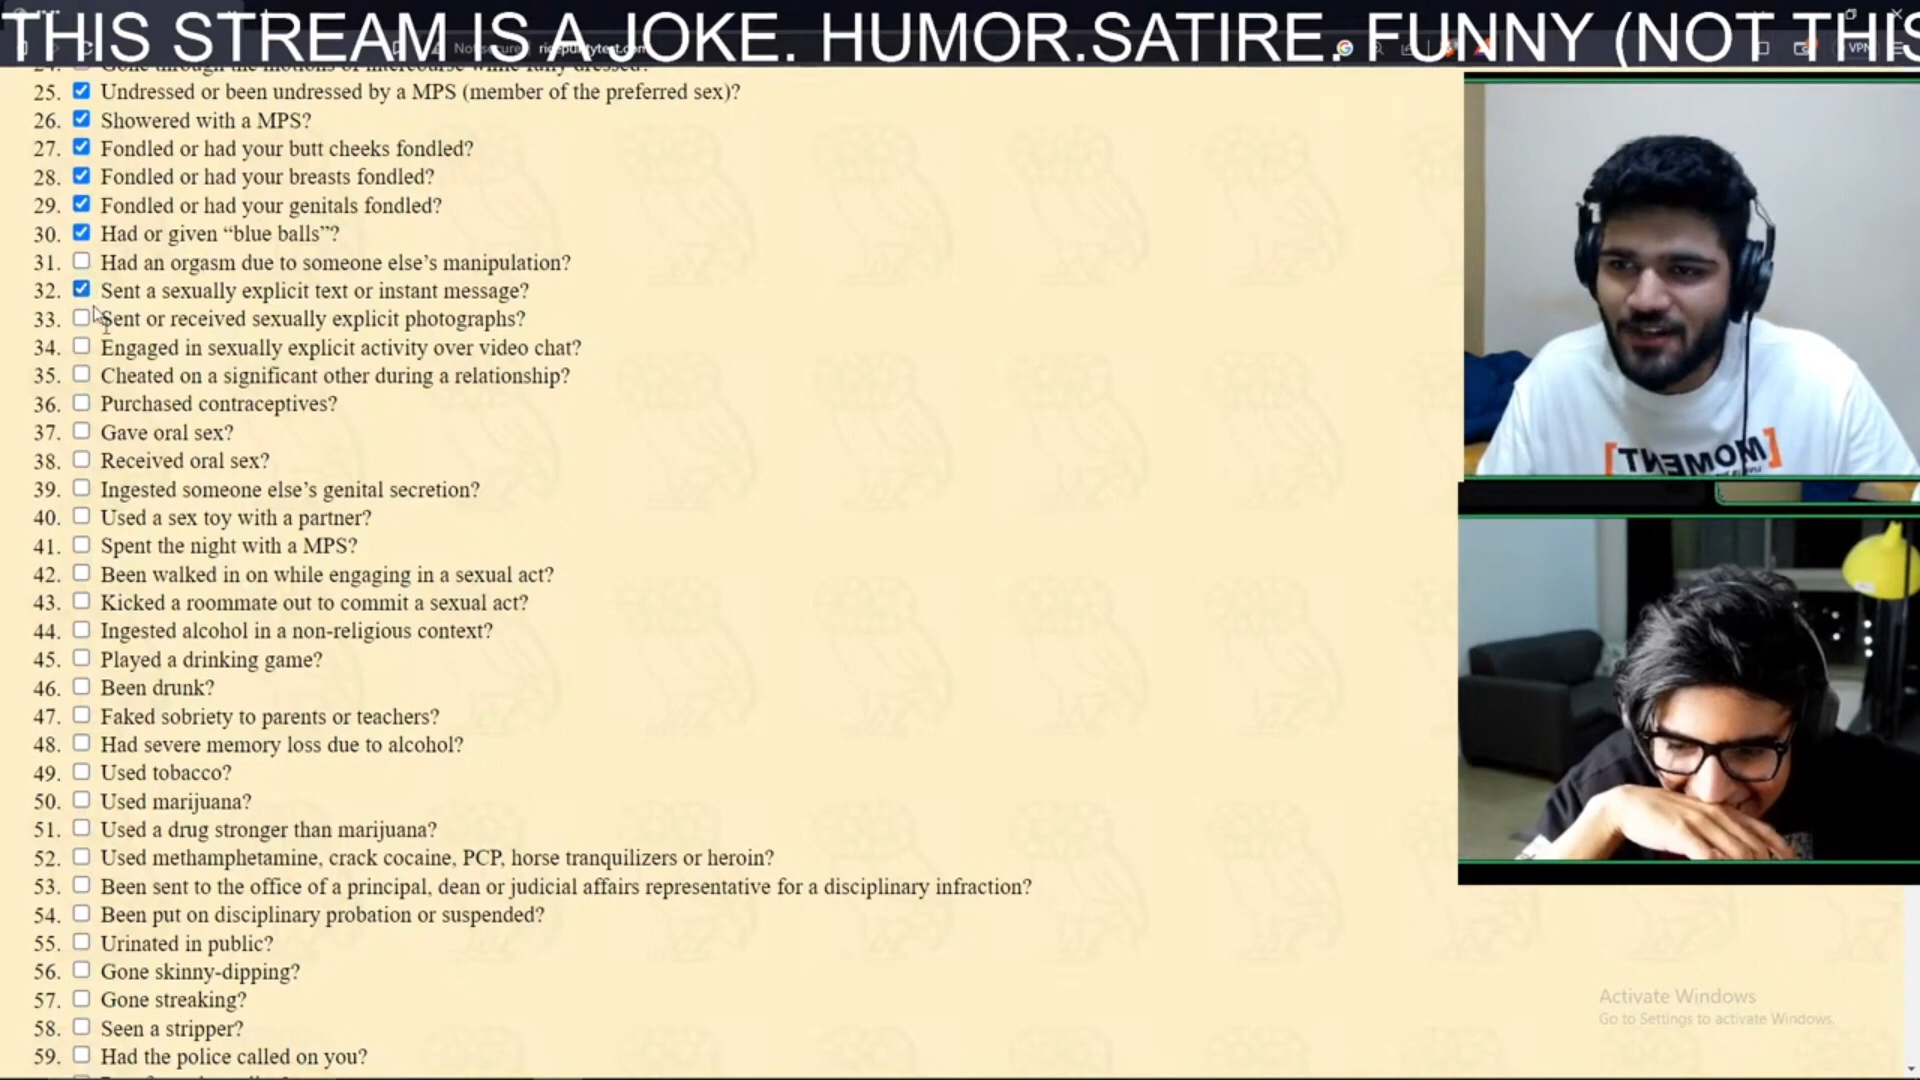 THIS STREAM IS A JOKE. HUMOR.SATIRE. FUNNY (NOT THIS
24. Gone through the motions of intercourse while fully dressed?
25. Undressed or been undressed by a MPS (member of the preferred sex)?
26. Showered with a MPS?
27. Fondled or had your butt cheeks fondled?
28. Fondled or had your breasts fondled?
29. Fondled or had your genitals fondled?
30. Had or given “blue balls”?
31. Had an orgasm due to someone else’s manipulation?
32. Sent a sexually explicit text or instant message?
33. Sent or received sexually explicit photographs?
34. Engaged in sexually explicit activity over video chat?
35. Cheated on a significant other during a relationship?
36. Purchased contraceptives?
37. Gave oral sex?
38. Received oral sex?
39. Ingested someone else’s genital secretion?
40. Used a sex toy with a partner?
41. Spent the night with a MPS?
42. Been walked in on while engaging in a sexual act?
43. Kicked a roommate out to commit a sexual act?
44. Ingested alcohol in a non-religious context?
45. Played a drinking game?
46. Been drunk?
47. Faked sobriety to parents or teachers?
48. Had severe memory loss due to alcohol?
49. Used tobacco?
50. Used marijuana?
51. Used a drug stronger than marijuana?
52. Used methamphetamine, crack cocaine, PCP, horse tranquilizers or heroin?
53. Been sent to the office of a principal, dean or judicial affairs representative for a disciplinary infraction?
54. Been put on disciplinary probation or suspended?
55. Urinated in public?
56. Gone skinny-dipping?
57. Gone streaking?
58. Seen a stripper?
59. Had the police called on you?
VPN
[MOMENT]
Activate Windows
Go to Settings to activate Windows.